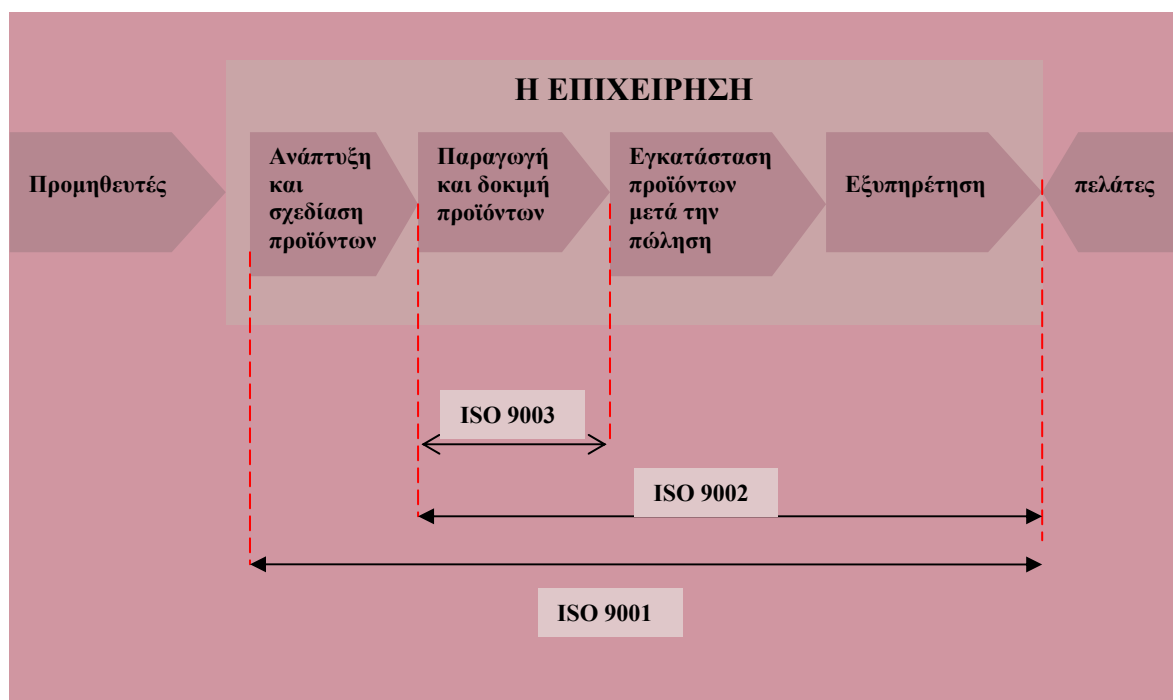 Η ΕΠΙΧΕΙΡΗΣΗ
Προμηθευτές
Ανάπτυξη
και
σχεδίαση
προϊόντων
Παραγωγή
και δοκιμή
προϊόντων
Εγκατάσταση
προϊόντων
μετά την
πώληση
Εξυπηρέτηση
πελάτες
ISO 9003
ISO 9002
ISO 9001